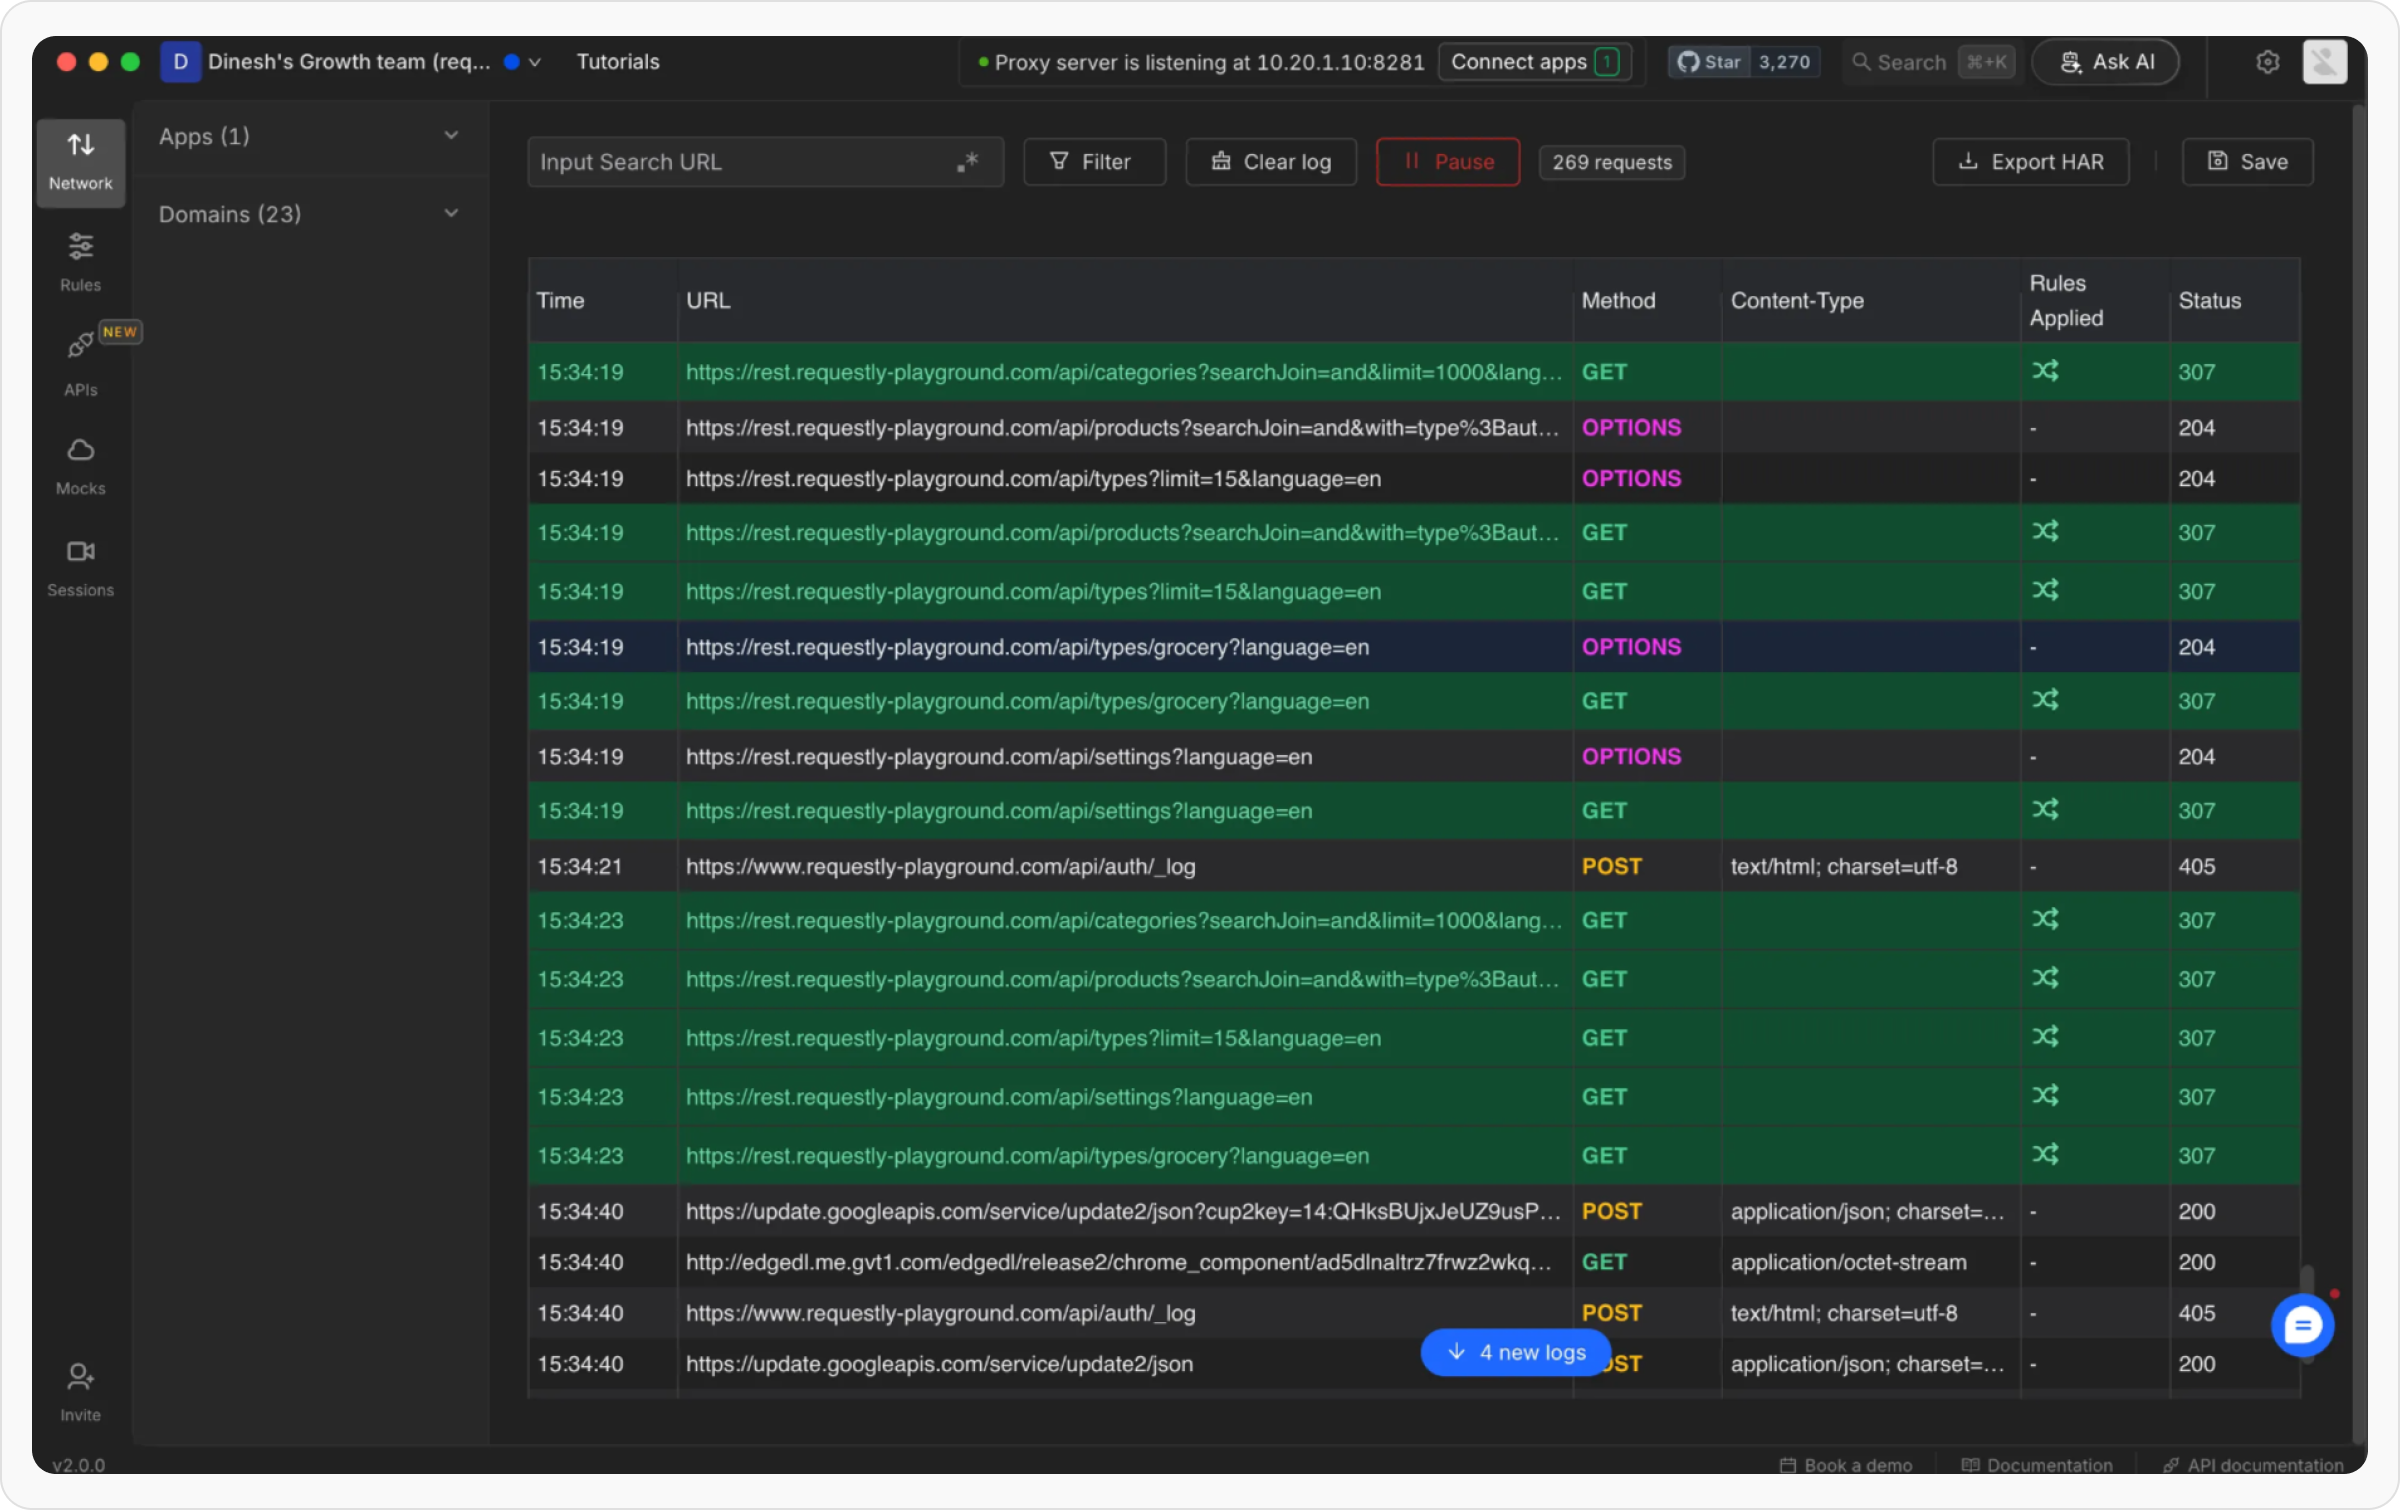 D Dinesh's Growth team (req... Tutorials Proxy server is listening at 10.20.1.10:8281 Connect apps 1 Star 3,270 Search ⌘+K Ask AI
Network
Rules
NEW
APIs
Mocks
Sessions
Invite
v2.0.0
Apps (1)
Domains (23)
Input Search URL .* Filter Clear log Pause 269 requests Export HAR Save
Time URL Method Content-Type Rules Applied Status
15:34:19 https://rest.requestly-playground.com/api/categories?searchJoin=and&limit=1000&lang... GET 307
15:34:19 https://rest.requestly-playground.com/api/products?searchJoin=and&with=type%3Baut... OPTIONS - 204
15:34:19 https://rest.requestly-playground.com/api/types?limit=15&language=en OPTIONS - 204
15:34:19 https://rest.requestly-playground.com/api/products?searchJoin=and&with=type%3Baut... GET 307
15:34:19 https://rest.requestly-playground.com/api/types?limit=15&language=en GET 307
15:34:19 https://rest.requestly-playground.com/api/types/grocery?language=en OPTIONS - 204
15:34:19 https://rest.requestly-playground.com/api/types/grocery?language=en GET 307
15:34:19 https://rest.requestly-playground.com/api/settings?language=en OPTIONS - 204
15:34:19 https://rest.requestly-playground.com/api/settings?language=en GET 307
15:34:21 https://www.requestly-playground.com/api/auth/_log POST text/html; charset=utf-8 - 405
15:34:23 https://rest.requestly-playground.com/api/categories?searchJoin=and&limit=1000&lang... GET 307
15:34:23 https://rest.requestly-playground.com/api/products?searchJoin=and&with=type%3Baut... GET 307
15:34:23 https://rest.requestly-playground.com/api/types?limit=15&language=en GET 307
15:34:23 https://rest.requestly-playground.com/api/settings?language=en GET 307
15:34:23 https://rest.requestly-playground.com/api/types/grocery?language=en GET 307
15:34:40 https://update.googleapis.com/service/update2/json?cup2key=14:QHksBUjxJeUZ9usP... POST application/json; charset=... - 200
15:34:40 http://edgedl.me.gvt1.com/edgedl/release2/chrome_component/ad5dlnaltrz7frwz2wkq... GET application/octet-stream - 200
15:34:40 https://www.requestly-playground.com/api/auth/_log POST text/html; charset=utf-8 - 405
15:34:40 https://update.googleapis.com/service/update2/json OST application/json; charset=... - 200
4 new logs
Book a demo Documentation API documentation